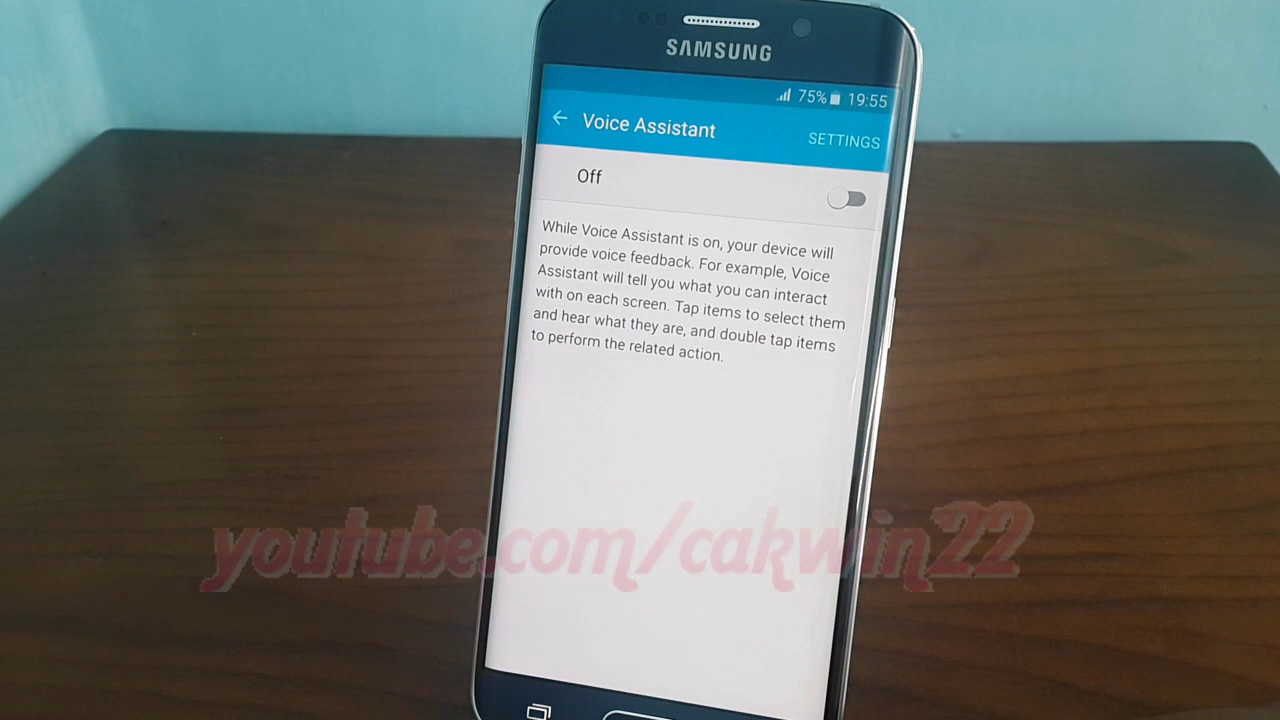 SAMSUNG
75% 19:55
Voice Assistant
SETTINGS
Off
While Voice Assistant is on, your device will
provide voice feedback. For example, Voice
Assistant will tell you what you can interact
with on each screen. Tap items to select them
and hear what they are, and double tap items
to perform the related action.
youtube.com/cakwin22